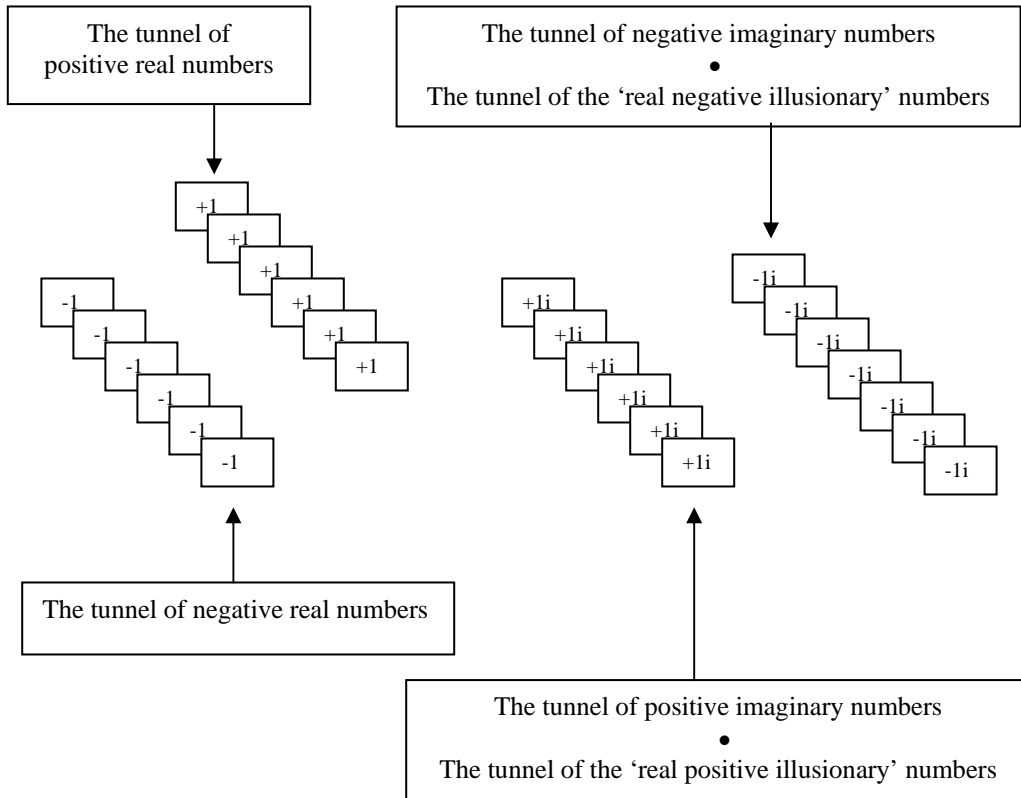 The tunnel of
positive real numbers
The tunnel of negative imaginary numbers
•
The tunnel of the ‘real negative illusionary’ numbers
+1
+1
+1
+1
+1
+1
-1
-1
-1
-1
-1
-1
+1i
+1i
+1i
+1i
+1i
+1i
-1i
-1i
-1i
-1i
-1i
-1i
-1i
The tunnel of negative real numbers
The tunnel of positive imaginary numbers
•
The tunnel of the ‘real positive illusionary’ numbers